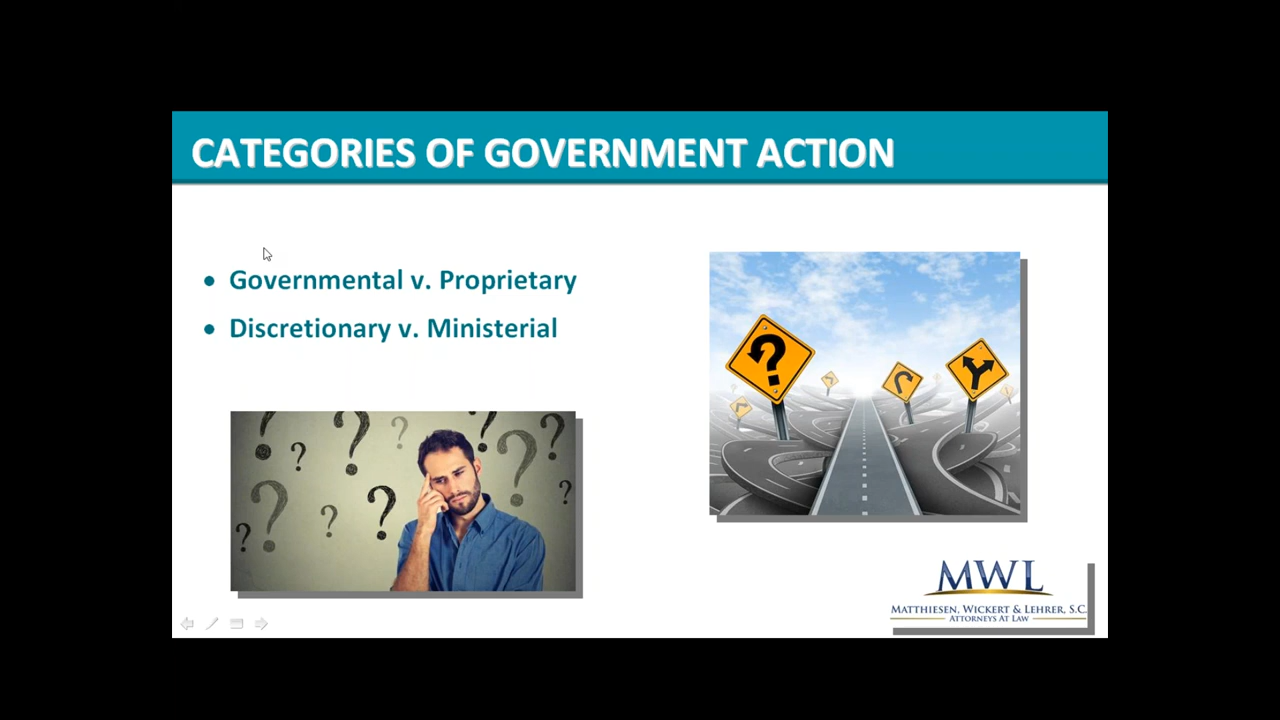 CATEGORIES OF GOVERNMENT ACTION
• Governmental v. Proprietary
• Discretionary v. Ministerial
? ? ? ? ? ? ? ? ? ? ? ?
?
MWL
MATTHIESEN, WICKERT & LEHRER, S.C.
ATTORNEYS AT LAW